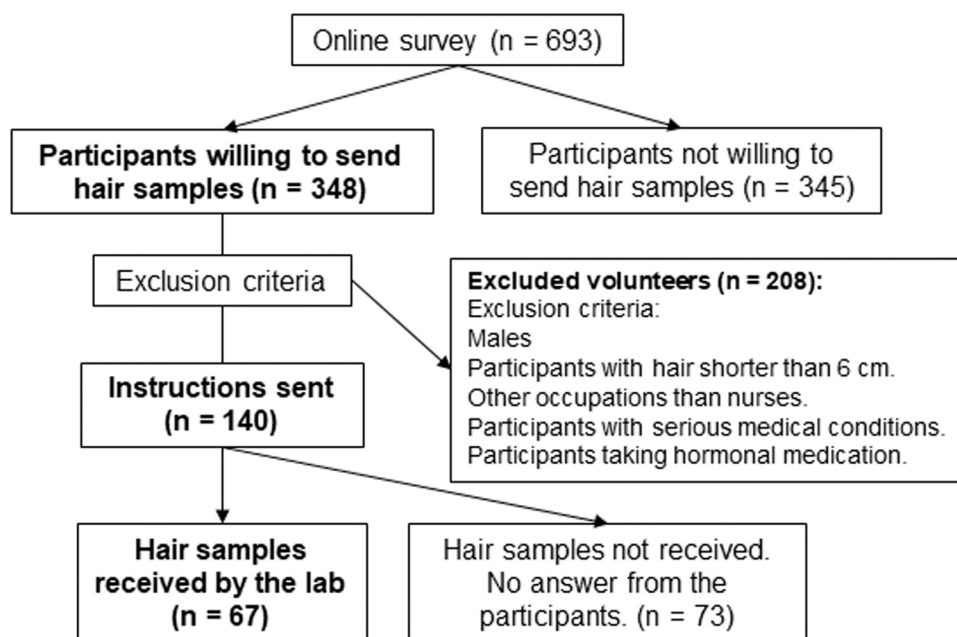 Online survey (n = 693)
Participants willing to send
hair samples (n = 348)
Participants not willing to
send hair samples (n = 345)
Exclusion criteria
Excluded volunteers (n = 208):
Exclusion criteria:
Males
Participants with hair shorter than 6 cm.
Other occupations than nurses.
Participants with serious medical conditions.
Participants taking hormonal medication.
Instructions sent
(n = 140)
Hair samples
received by the lab
(n = 67)
Hair samples not received.
No answer from the
participants. (n = 73)